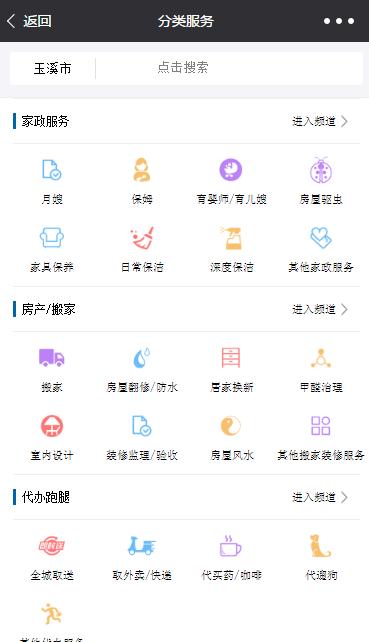 返回 分类服务
玉溪市 点击搜索
家政服务 进入频道
月嫂 保姆 育婴师/育儿嫂 房屋驱虫
家具保养 日常保洁 深度保洁 其他家政服务
房产/搬家 进入频道
搬家 房屋翻修/防水 居家换新 甲醛治理
室内设计 装修监理/验收 房屋风水 其他搬家装修服务
代办跑腿 进入频道
全城取送 取外卖/快递 代买药/咖啡 代遛狗